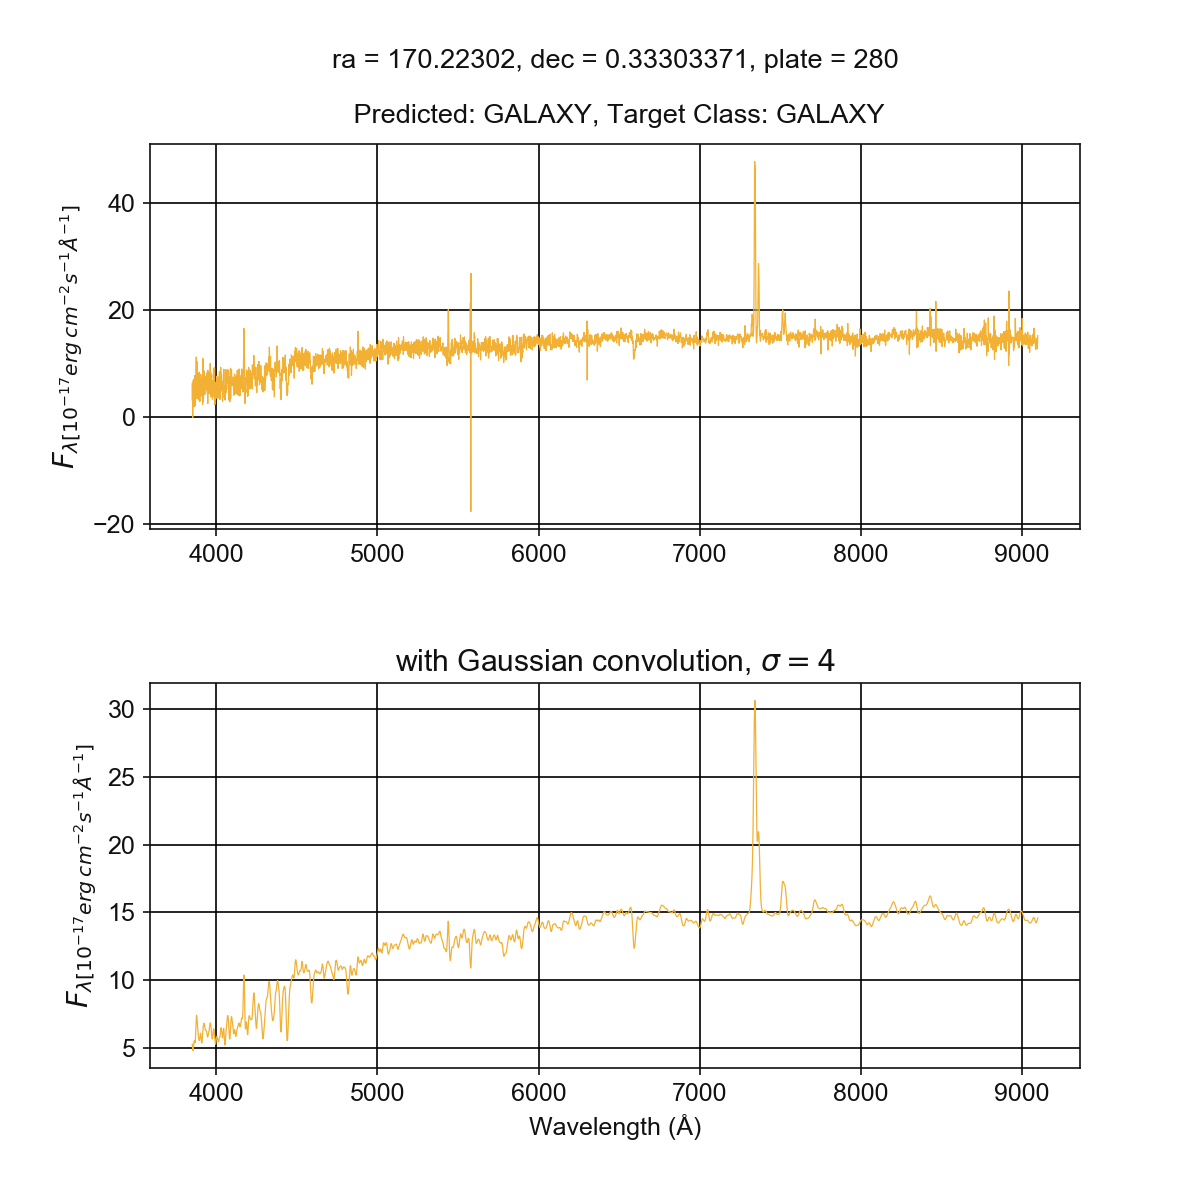 ra = 170.22302, dec = 0.33303371, plate = 280
Predicted: GALAXY, Target Class: GALAXY
F_{λ[10^{−17} erg cm^{−2}s^{−1}Å^{−1}]}
40
20
0
−20
4000 5000 6000 7000 8000 9000
with Gaussian convolution, σ = 4
F_{λ[10^{−17} erg cm^{−2}s^{−1}Å^{−1}]}
30
25
20
15
10
5
4000 5000 6000 7000 8000 9000
Wavelength (Å)